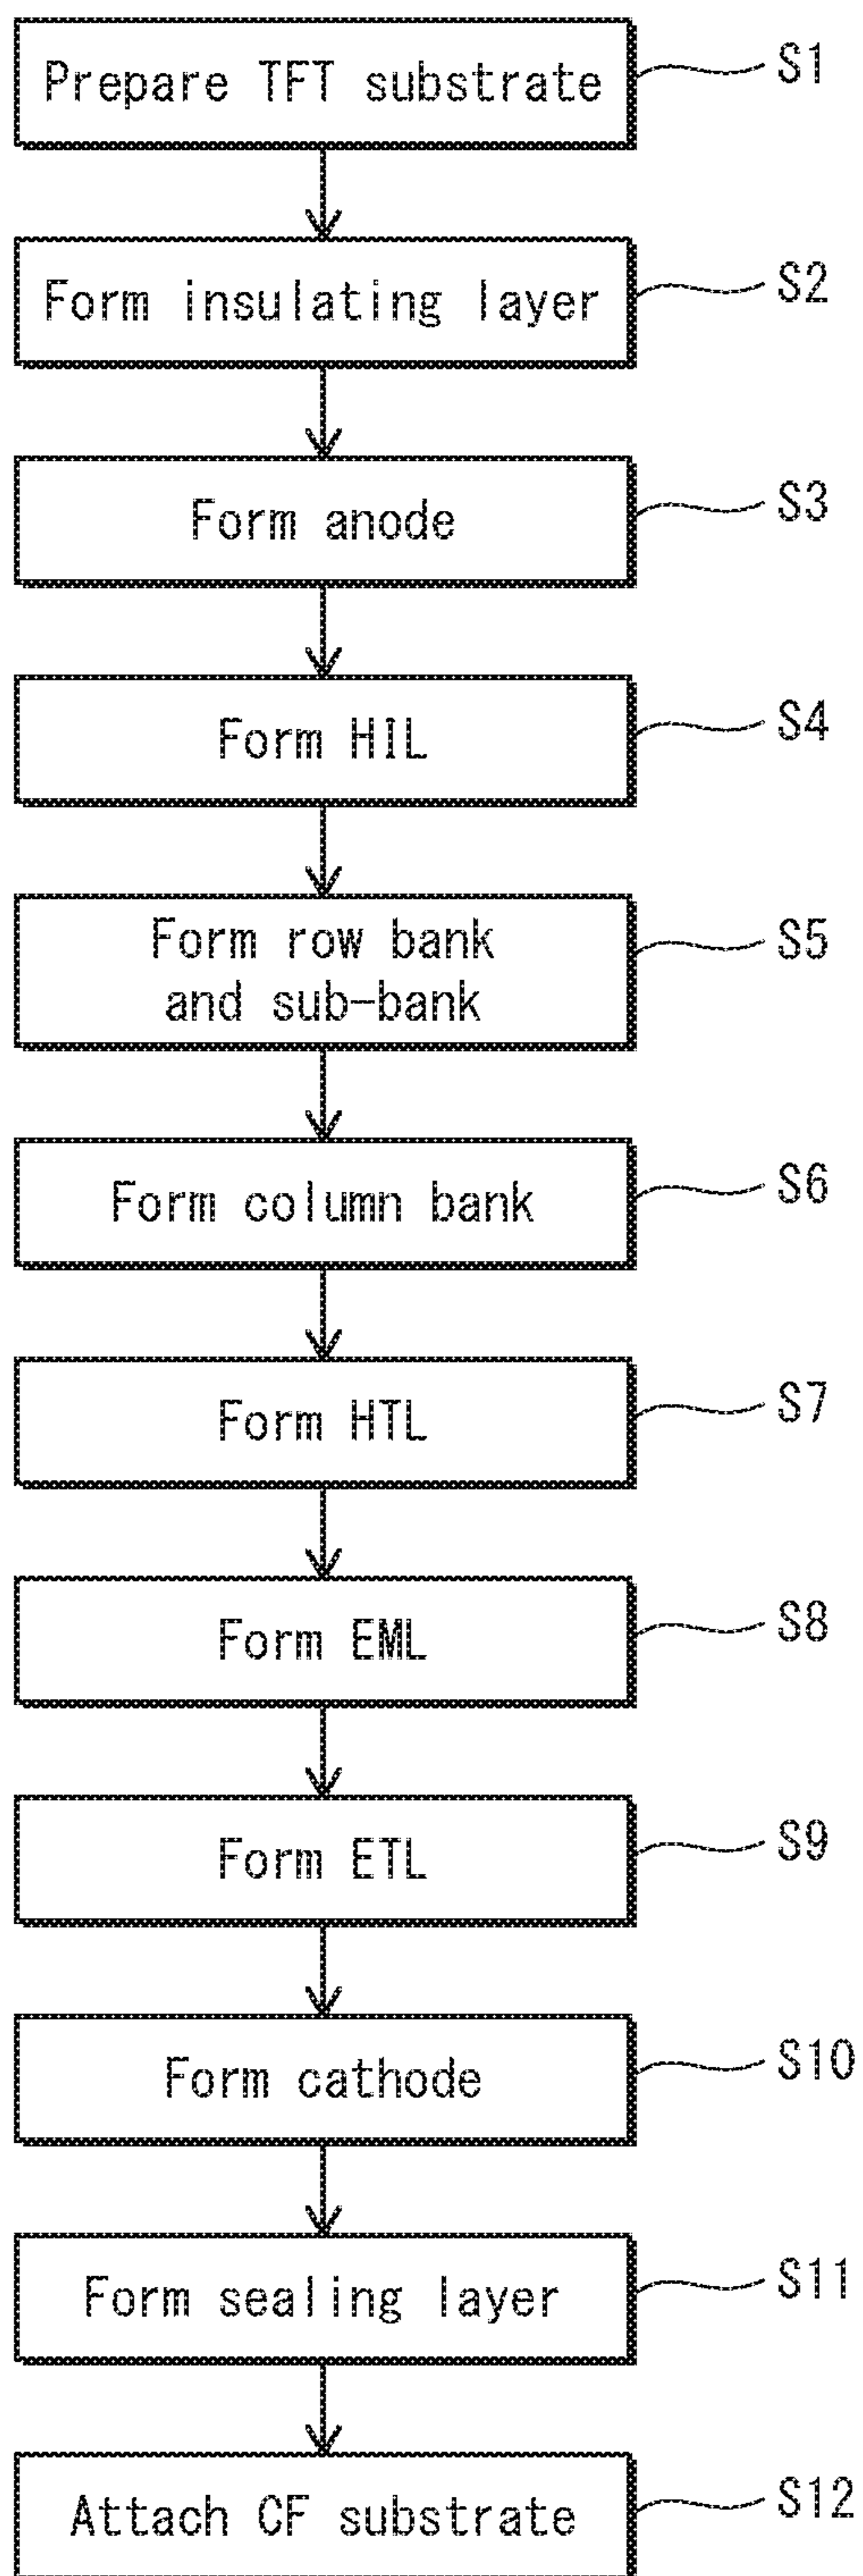 Prepare TFT substrate
S1
Form insulating layer
S2
Form anode
S3
Form HIL
S4
Form row bank
and sub-bank
S5
Form column bank
S6
Form HTL
S7
Form EML
S8
Form ETL
S9
Form cathode
S10
Form sealing layer
S11
Attach CF substrate
S12